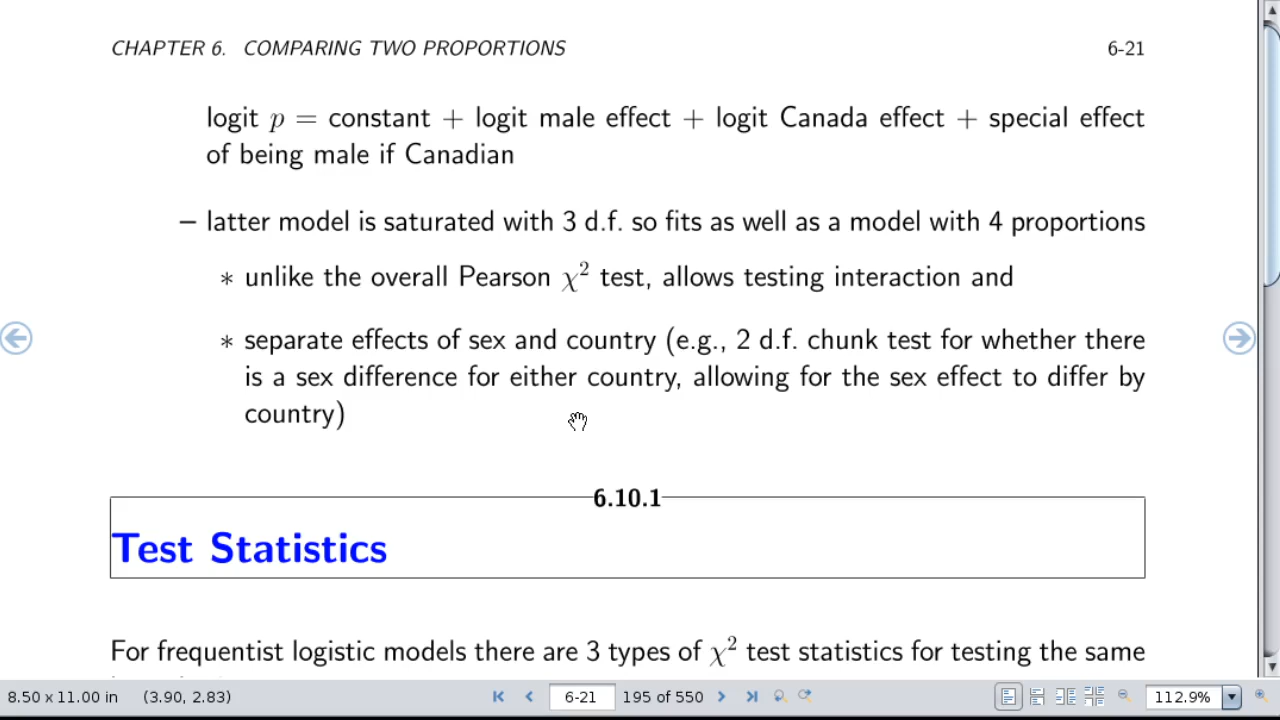 CHAPTER 6. COMPARING TWO PROPORTIONS 6-21
logit p = constant + logit male effect + logit Canada effect + special effect
of being male if Canadian
– latter model is saturated with 3 d.f. so fits as well as a model with 4 proportions
* unlike the overall Pearson χ² test, allows testing interaction and
* separate effects of sex and country (e.g., 2 d.f. chunk test for whether there
is a sex difference for either country, allowing for the sex effect to differ by
country)
6.10.1
Test Statistics
For frequentist logistic models there are 3 types of χ² test statistics for testing the same
8.50 x 11.00 in (3.90, 2.83) 6-21 195 of 550 112.9%